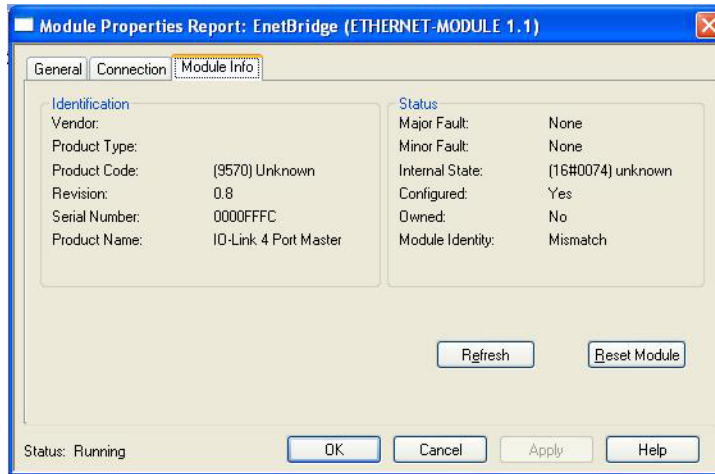 Module Properties Report: EnetBridge (ETHERNET-MODULE 1.1)
General Connection Module Info
Identification
Vendor:
Product Type:
Product Code: (9570) Unknown
Revision: 0.8
Serial Number: 0000FFFC
Product Name: IO-Link 4 Port Master
Status
Major Fault: None
Minor Fault: None
Internal State: (16#0074) unknown
Configured: Yes
Owned: No
Module Identity: Mismatch
Refresh Reset Module
Status: Running OK Cancel Apply Help